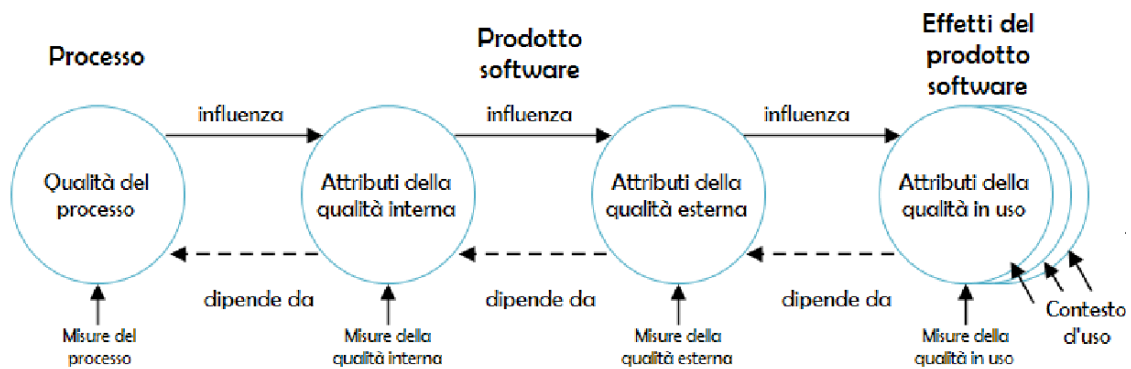 Processo
Prodotto
software
Effetti del
prodotto
software
influenza
influenza
influenza
Qualità del
processo
Attributi della
qualità interna
Attributi della
qualità esterna
Attributi della
qualità in uso
dipende da
dipende da
dipende da
Misure del
processo
Misure della
qualità interna
Misure della
qualità esterna
Misure della
qualità in uso
Contesto
d'uso